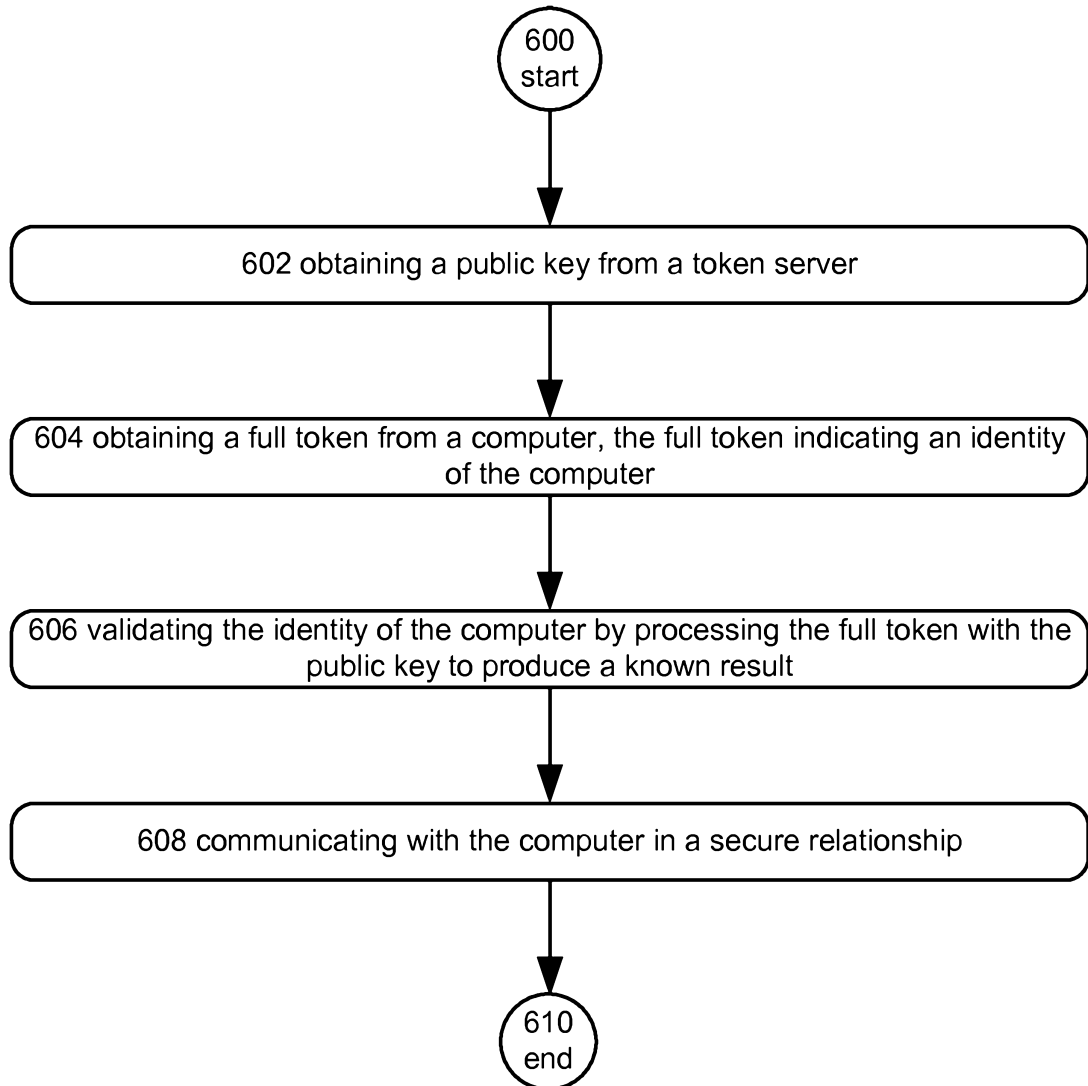 600
start
602 obtaining a public key from a token server
604 obtaining a full token from a computer, the full token indicating an identity
of the computer
606 validating the identity of the computer by processing the full token with the
public key to produce a known result
608 communicating with the computer in a secure relationship
610
end